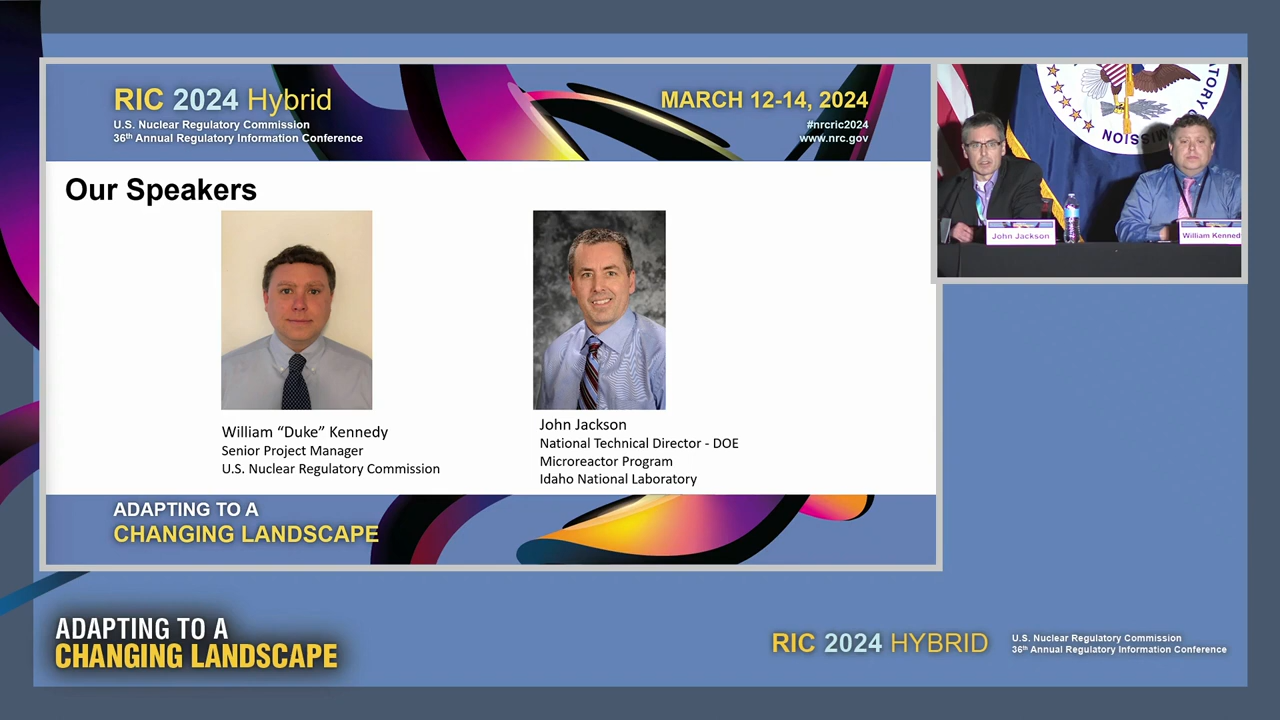 RIC 2024 Hybrid
U.S. Nuclear Regulatory Commission
36th Annual Regulatory Information Conference
MARCH 12-14, 2024
#nrcric2024
www.nrc.gov
Our Speakers
William “Duke” Kennedy
Senior Project Manager
U.S. Nuclear Regulatory Commission
John Jackson
National Technical Director - DOE
Microreactor Program
Idaho National Laboratory
ADAPTING TO A
CHANGING LANDSCAPE
John Jackson
William Kenned
ADAPTING TO A
CHANGING LANDSCAPE
RIC 2024 HYBRID
U.S. Nuclear Regulatory Commission
36th Annual Regulatory Information Conference